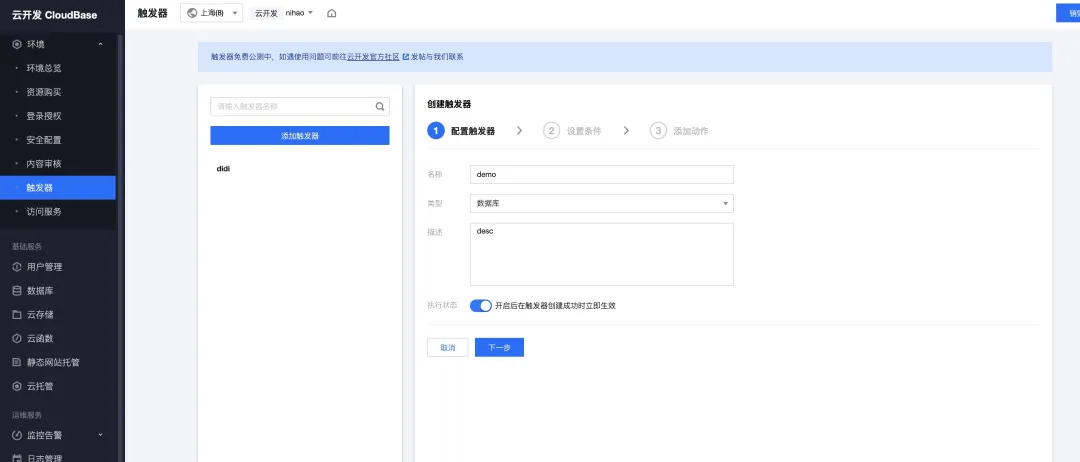 云开发 CloudBase
触发器 上海(8) 云开发 nihao
环境
环境总览
资源购买
登录授权
安全配置
内容审核
触发器
访问服务
基础服务
用户管理
数据库
云存储
云函数
静态网站托管
云托管
运维服务
监控告警
日志管理
触发器免费公测中，如遇使用问题可前往云开发官方社区 发帖与我们联系
请输入触发器名称
添加触发器
didi
创建触发器
1 配置触发器 2 设置条件 3 添加动作
名称 demo
类型 数据库
描述 desc
执行状态 开启后在触发器创建成功时立即生效
取消 下一步